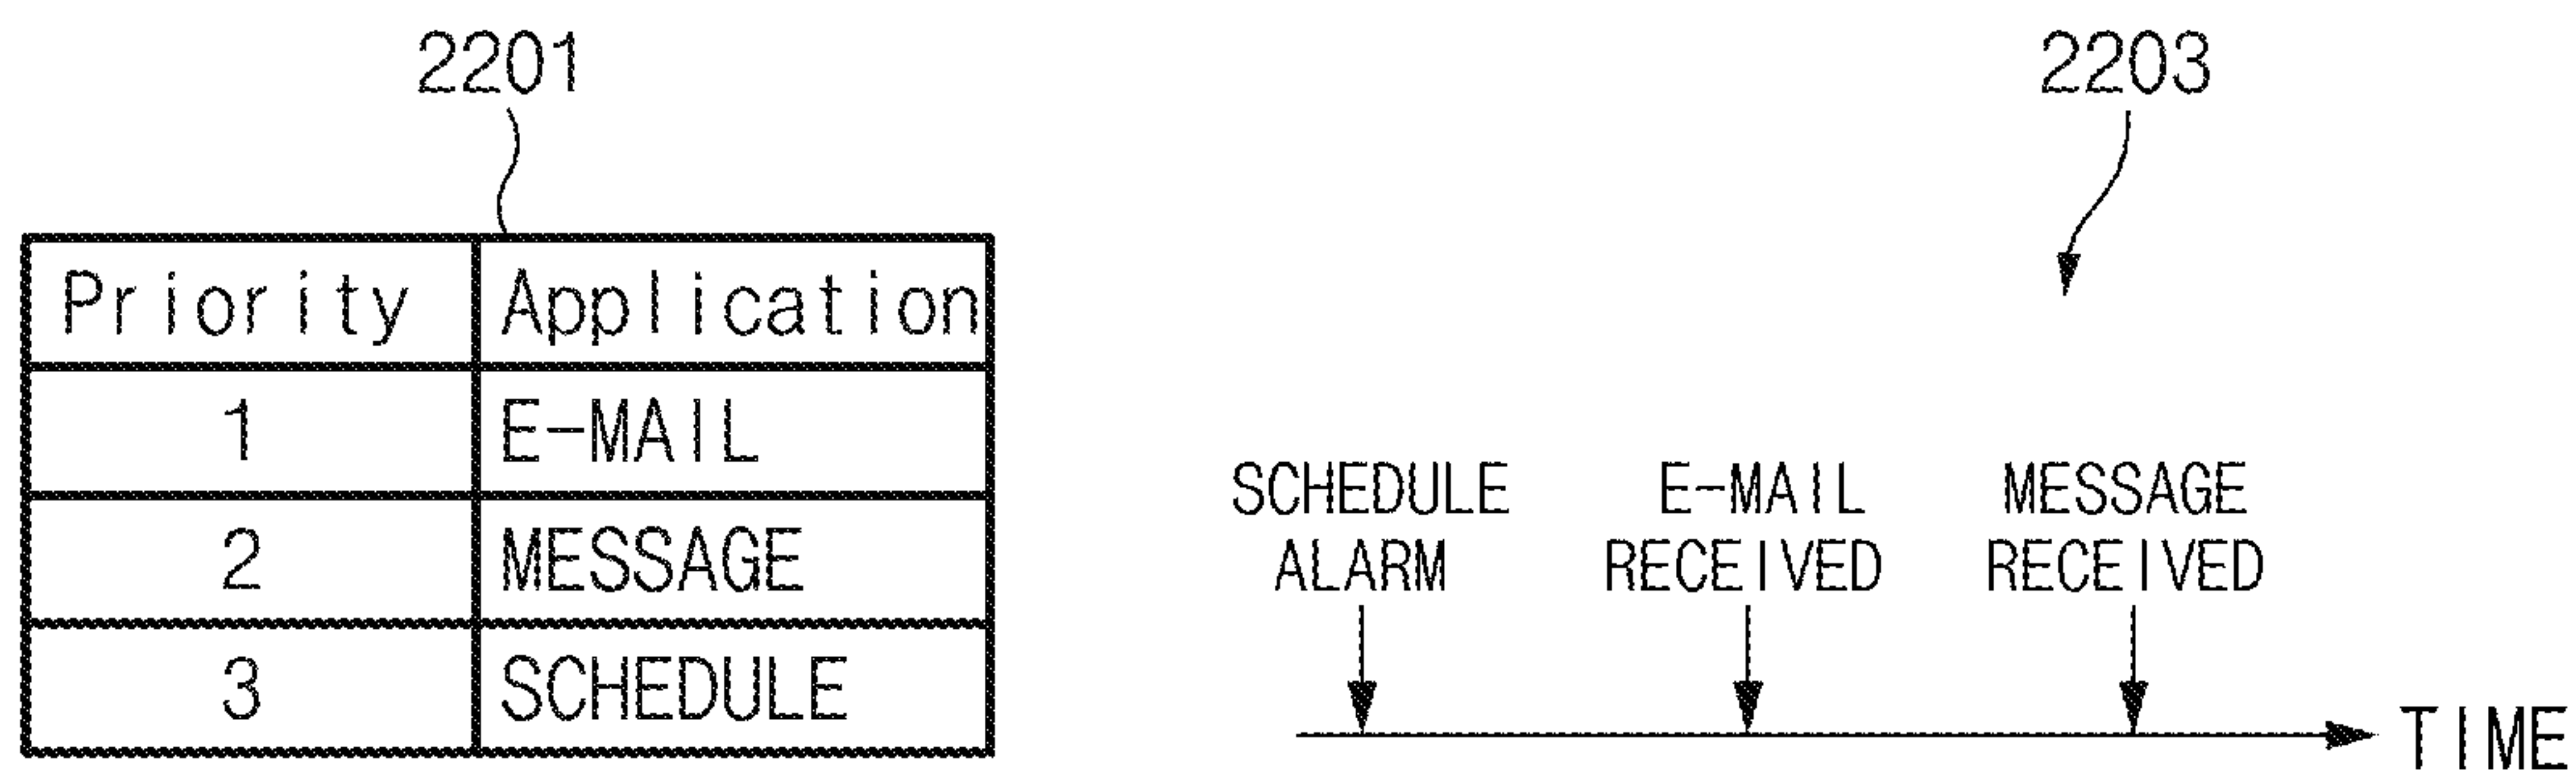 2201
2203
Priority Application
1 E-MAIL
2 MESSAGE
3 SCHEDULE
SCHEDULE ALARM
E-MAIL RECEIVED
MESSAGE RECEIVED
TIME